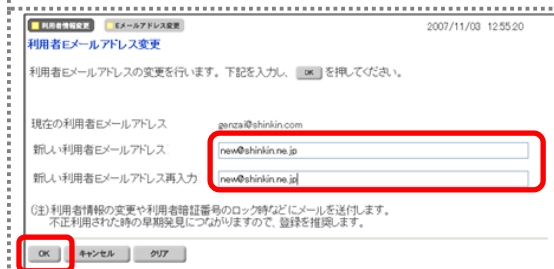 利用者情報変更 Eメールアドレス変更 2007/11/03 12:55:20
利用者Eメールアドレス変更
利用者Eメールアドレスの変更を行います。下記を入力し、 OK を押してください。
現在の利用者Eメールアドレス genzai@shinkin.com
新しい利用者Eメールアドレス new@shinkin.ne.jp
新しい利用者Eメールアドレス再入力 new@shinkin.ne.jp
(注)利用者情報の変更や利用者暗証番号のロック時などにメールを送付します。
不正利用された時の早期発見につながりますので、登録を推奨します。
OK キャンセル クリア